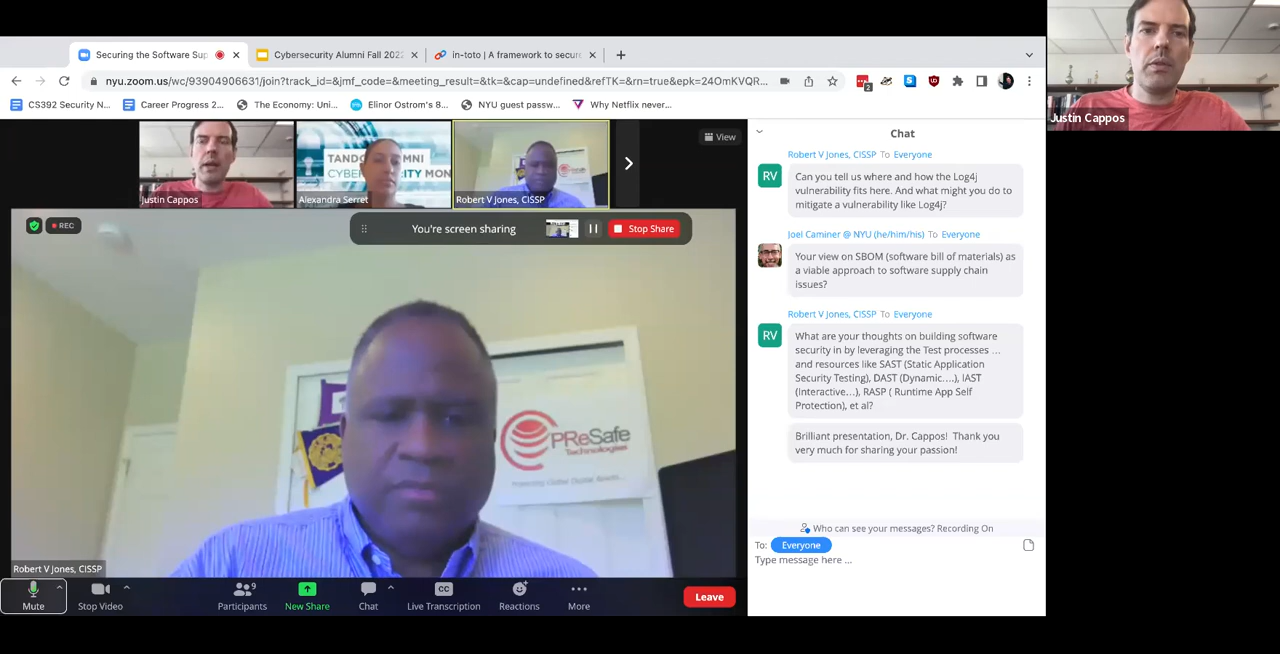 Securing the Software Sup
Cybersecurity Alumni Fall 202
in-toto | A framework to secure
nyu.zoom.us/wc/93904906631/join?track_id=&jmf_code=&meeting_result=&tk=&cap=undefined&refTK=&rn=true&epk=24OmKVQR...
2
CS392 Security N...
Career Progress 2...
The Economy: Uni...
Elinor Ostrom's 8...
NYU guest passw...
Why Netflix never...
Justin Cappos
TANDON ALUMNI
CYBERSECURITY MON
Alexandra Serret
Robert V Jones, CISSP
View
REC
You're screen sharing
Stop Share
PReSafe
Technologies
Robert V Jones, CISSP
Mute
Stop Video
9
Participants
New Share
Chat
CC
Live Transcription
Reactions
More
Leave
Chat
Robert V Jones, CISSP To Everyone
RV
Can you tell us where and how the Log4j
vulnerability fits here. And what might you do to
mitigate a vulnerability like Log4j?
Joel Caminer @ NYU (he/him/his) To Everyone
Your view on SBOM (software bill of materials) as
a viable approach to software supply chain
issues?
Robert V Jones, CISSP To Everyone
RV
What are your thoughts on building software
security in by leveraging the Test processes ...
and resources like SAST (Static Application
Security Testing), DAST (Dynamic....), IAST
(Interactive...), RASP ( Runtime App Self
Protection), et al?
Brilliant presentation, Dr. Cappos! Thank you
very much for sharing your passion!
Who can see your messages? Recording On
To: Everyone
Type message here ...
Justin Cappos